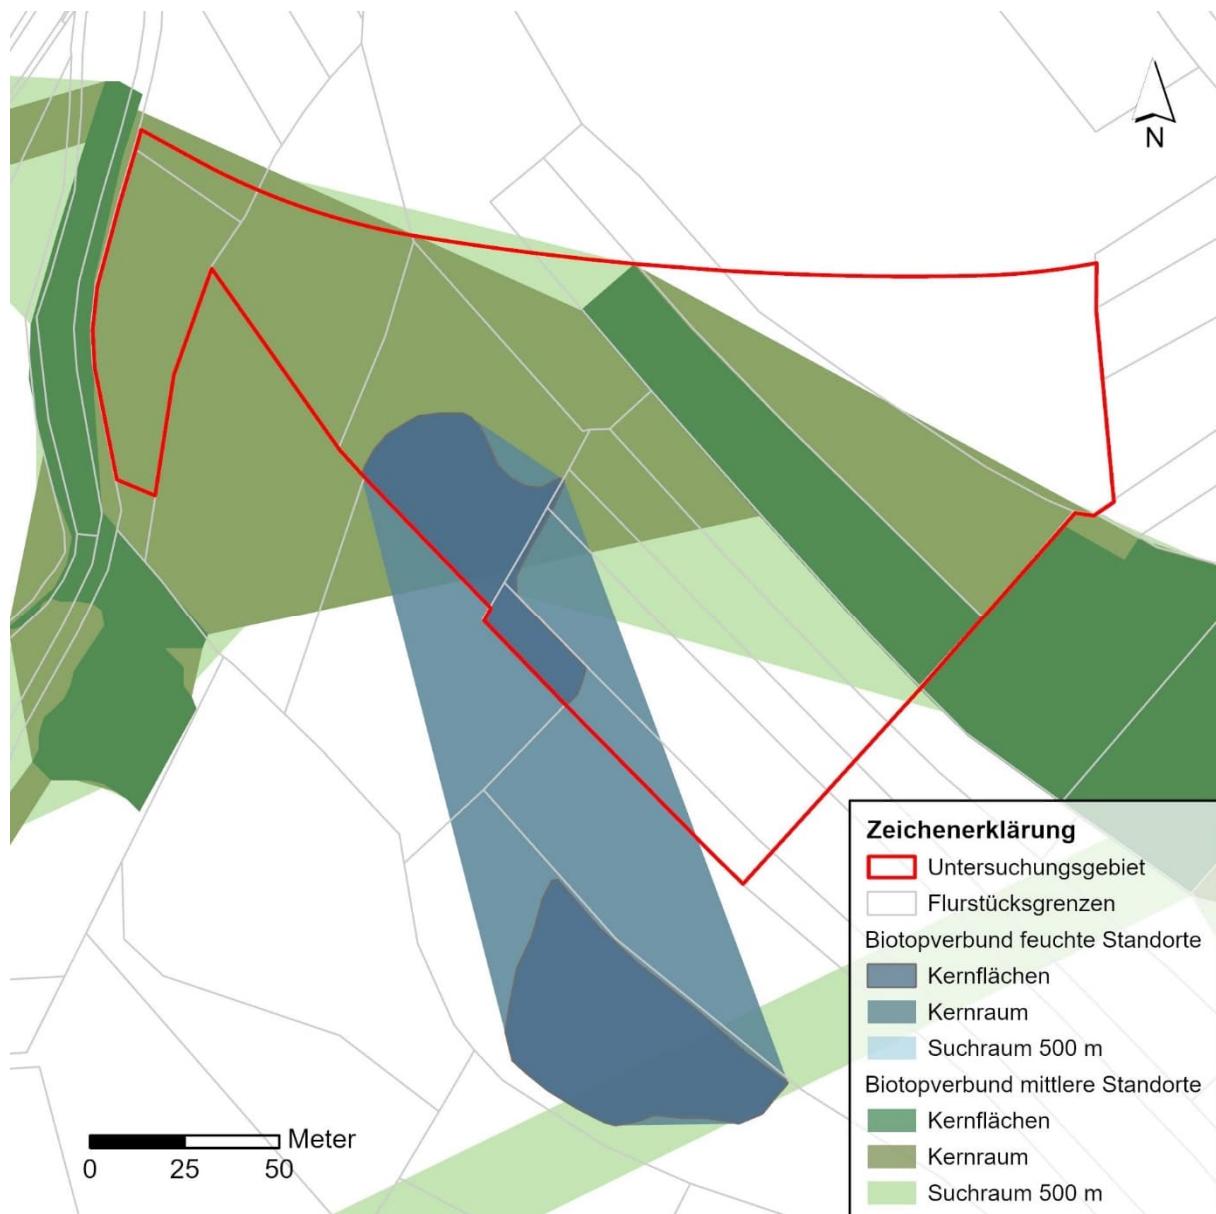 N
Zeichenerklärung
Untersuchungsgebiet
Flurstücksgrenzen
Biotopverbund feuchte Standorte
Kernflächen
Kernraum
Suchraum 500 m
Biotopverbund mittlere Standorte
Kernflächen
Kernraum
Suchraum 500 m
Meter
0 25 50